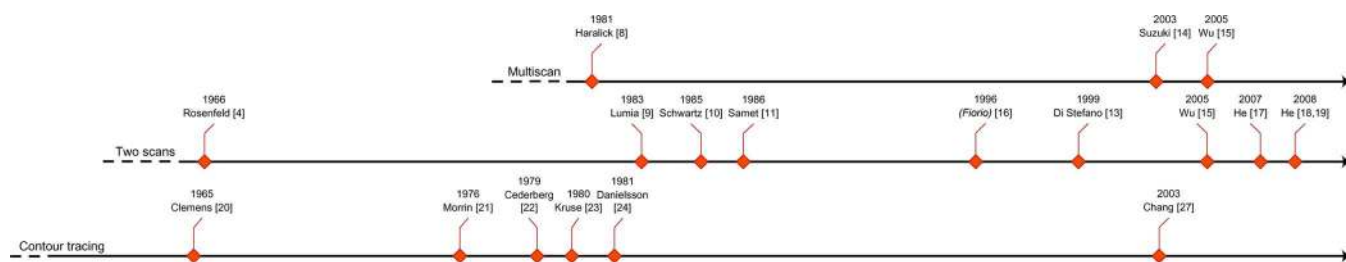 1981
Haralick [8]
2003
Suzuki [14]
2005
Wu [15]
Multiscan
1966
Rosenfeld [4]
1983
Lumia [9]
1985
Schwartz [10]
1986
Samet [11]
1996
(Fiorio) [16]
1999
Di Stefano [13]
2005
Wu [15]
2007
He [17]
2008
He [18,19]
Two scans
1965
Clemens [20]
1976
Morrin [21]
1979
Cederberg
[22]
1980
Kruse [23]
1981
Danielsson
[24]
2003
Chang [27]
Contour tracing